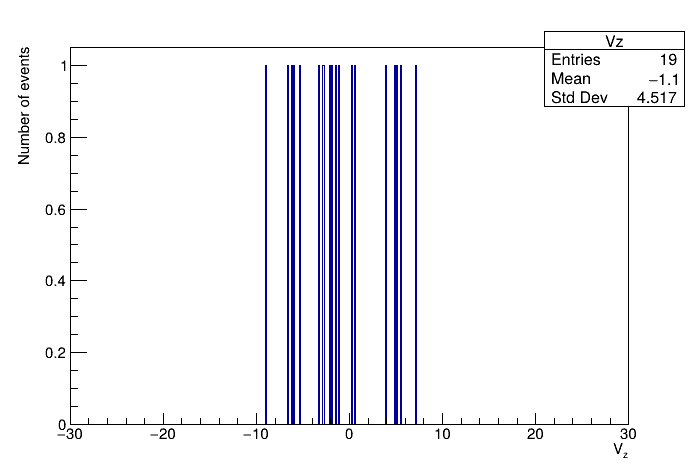 Vz
Entries 19
Mean −1.1
Std Dev 4.517
Number of events
1
0.8
0.6
0.4
0.2
0
−30 −20 −10 0 10 20 30
Vz